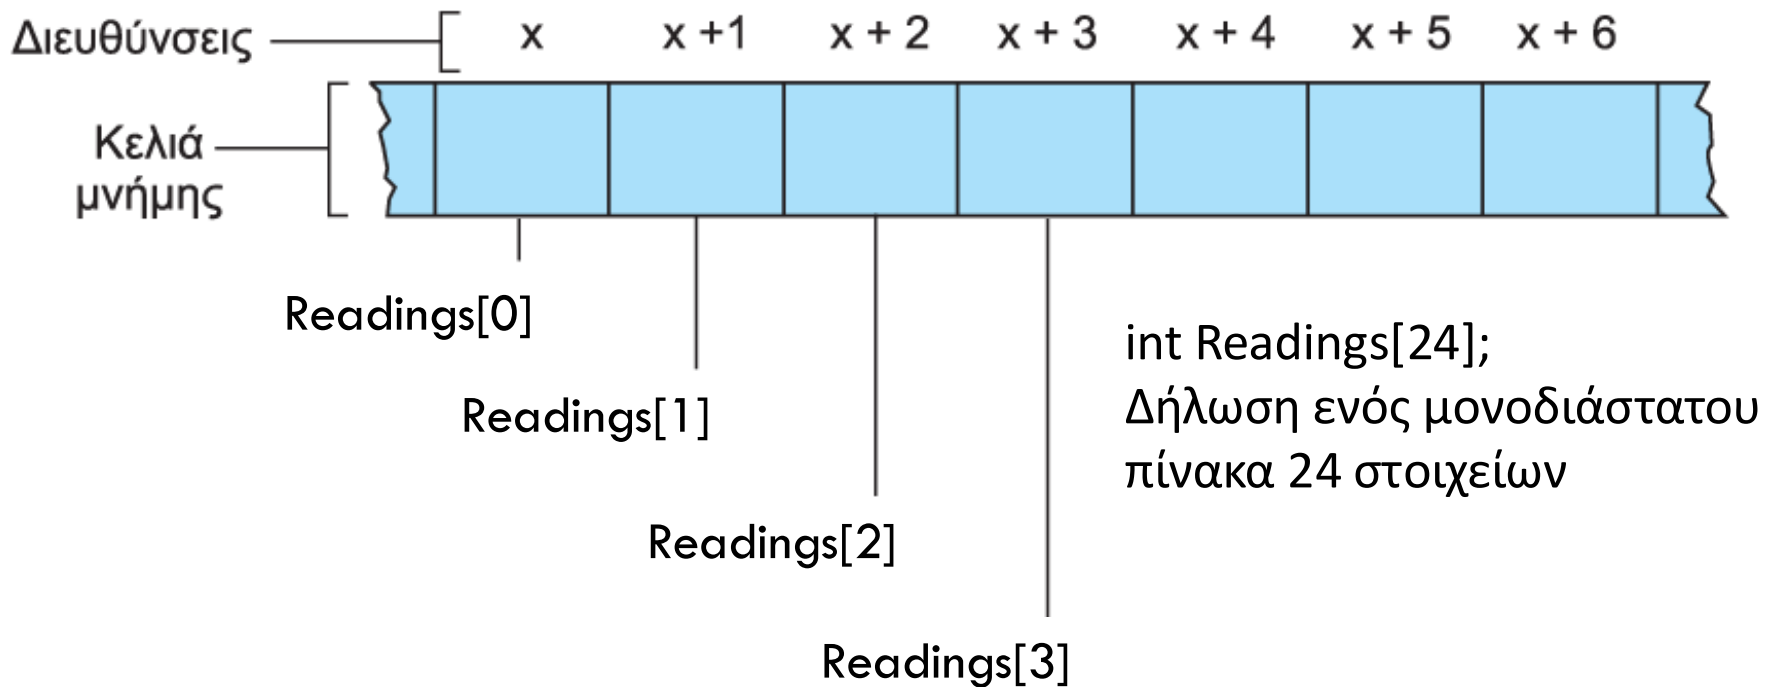 Διευθύνσεις x x +1 x + 2 x + 3 x + 4 x + 5 x + 6
Κελιά
μνήμης
Readings[0]
Readings[1]
Readings[2]
Readings[3]
int Readings[24];
Δήλωση ενός μονοδιάστατου
πίνακα 24 στοιχείων